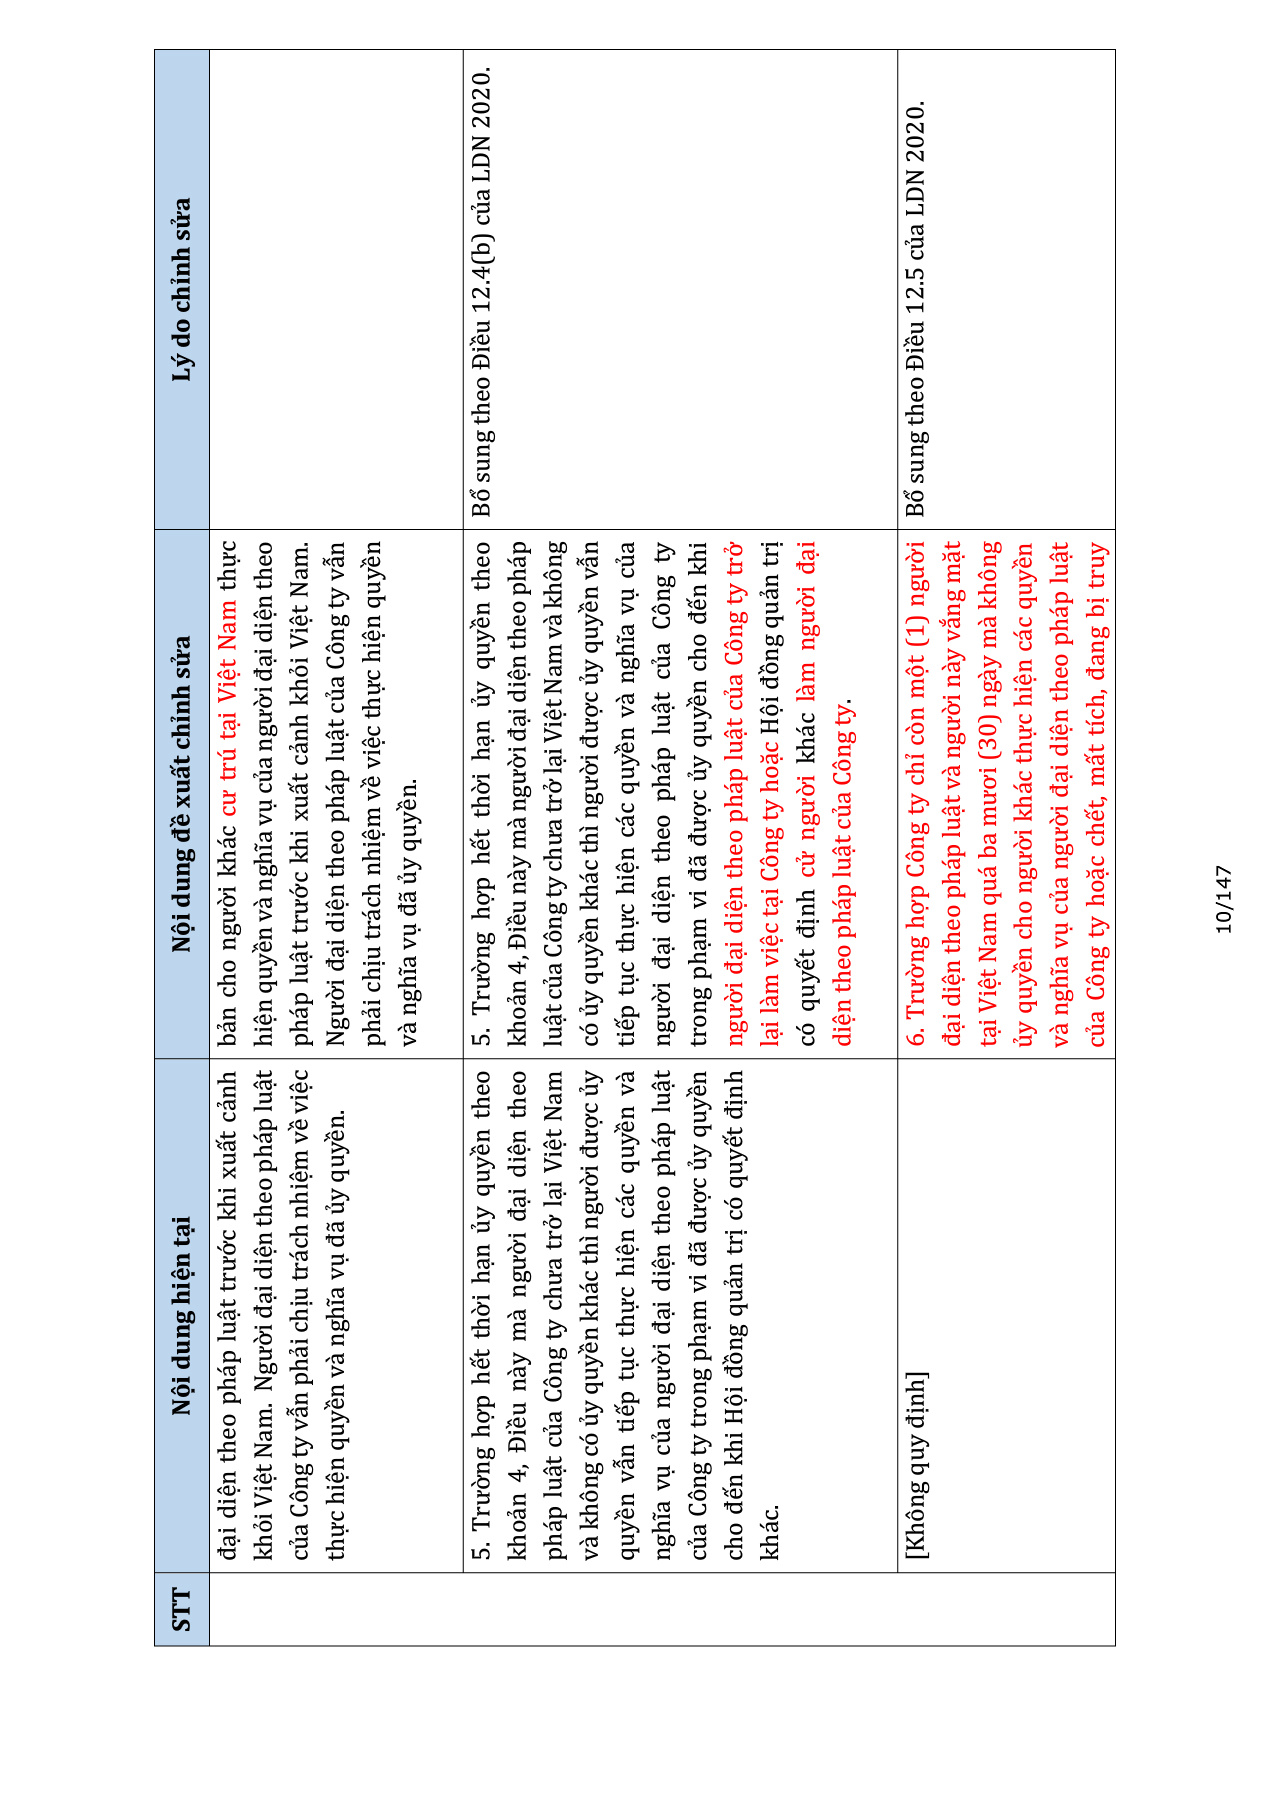 STT
Nội dung hiện tại
Nội dung đề xuất chỉnh sửa
Lý do chỉnh sửa
đại diện theo pháp luật trước khi xuất cảnh
khỏi Việt Nam. Người đại diện theo pháp luật
của Công ty vẫn phải chịu trách nhiệm về việc
thực hiện quyền và nghĩa vụ đã ủy quyền.
bản cho người khác cư trú tại Việt Nam thực
hiện quyền và nghĩa vụ của người đại diện theo
pháp luật trước khi xuất cảnh khỏi Việt Nam.
Người đại diện theo pháp luật của Công ty vẫn
phải chịu trách nhiệm về việc thực hiện quyền
và nghĩa vụ đã ủy quyền.
5. Trường hợp hết thời hạn ủy quyền theo
khoản 4, Điều này mà người đại diện theo
pháp luật của Công ty chưa trở lại Việt Nam
và không có ủy quyền khác thì người được ủy
quyền vẫn tiếp tục thực hiện các quyền và
nghĩa vụ của người đại diện theo pháp luật
của Công ty trong phạm vi đã được ủy quyền
cho đến khi Hội đồng quản trị có quyết định
khác.
5. Trường hợp hết thời hạn ủy quyền theo
khoản 4, Điều này mà người đại diện theo pháp
luật của Công ty chưa trở lại Việt Nam và không
có ủy quyền khác thì người được ủy quyền vẫn
tiếp tục thực hiện các quyền và nghĩa vụ của
người đại diện theo pháp luật của Công ty
trong phạm vi đã được ủy quyền cho đến khi
người đại diện theo pháp luật của Công ty trở
lại làm việc tại Công ty hoặc Hội đồng quản trị
có quyết định cử người khác làm người đại
diện theo pháp luật của Công ty.
Bổ sung theo Điều 12.4(b) của LDN 2020.
[Không quy định]
6. Trường hợp Công ty chỉ còn một (1) người
đại diện theo pháp luật và người này vắng mặt
tại Việt Nam quá ba mươi (30) ngày mà không
ủy quyền cho người khác thực hiện các quyền
và nghĩa vụ của người đại diện theo pháp luật
của Công ty hoặc chết, mất tích, đang bị truy
Bổ sung theo Điều 12.5 của LDN 2020.
10/147